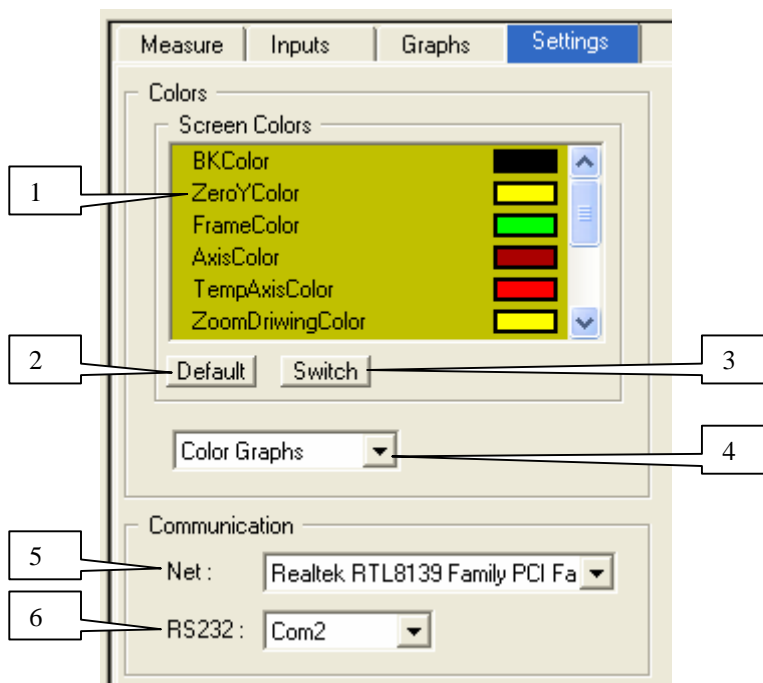 Measure Inputs Graphs Settings
Colors
Screen Colors
BKColor
1
ZeroYColor
FrameColor
AxisColor
TempAxisColor
ZoomDriwingColor
2
Default Switch
3
Color Graphs
4
Communication
5
Net : Realtek RTL8139 Family PCI Fa
6
RS232 : Com2